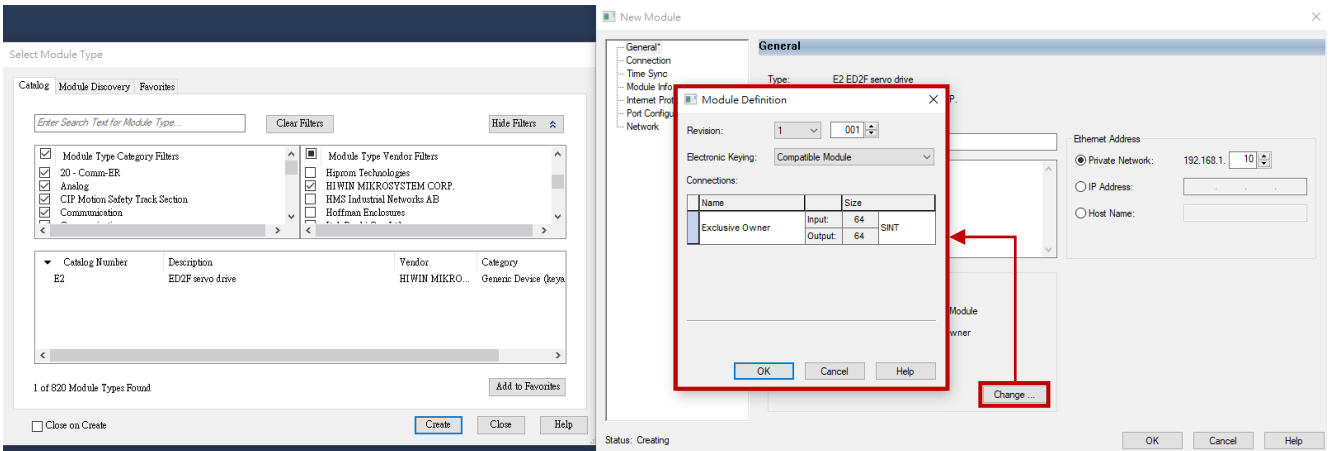 Select Module Type
Catalog Module Discovery Favorites
Enter Search Text for Module Type...
Clear Filters
Hide Filters
Module Type Category Filters
20 - Comm-ER
Analog
CIP Motion Safety Track Section
Communication
Module Type Vendor Filters
Hiprom Technologies
HIWIN MIKROSYSTEM CORP.
HMS Industrial Networks AB
Hoffman Enclosures
Catalog Number Description Vendor Category
E2 ED2F servo drive HIWIN MIKRO... Generic Device (keya
1 of 820 Module Types Found
Add to Favorites
Close on Create
Create Close Help
New Module
General*
Connection
Time Sync
Module Info
Internet Prot
Port Configu
Network
General
Type: E2 ED2F servo drive
P.
Ethernet Address
Private Network: 192.168.1. 10
IP Address:
Host Name:
Module
wner
Change ...
Status: Creating
OK Cancel Help
Module Definition
Revision: 1 001
Electronic Keying: Compatible Module
Connections:
Name Size
Exclusive Owner Input: 64 SINT
Output: 64
OK Cancel Help